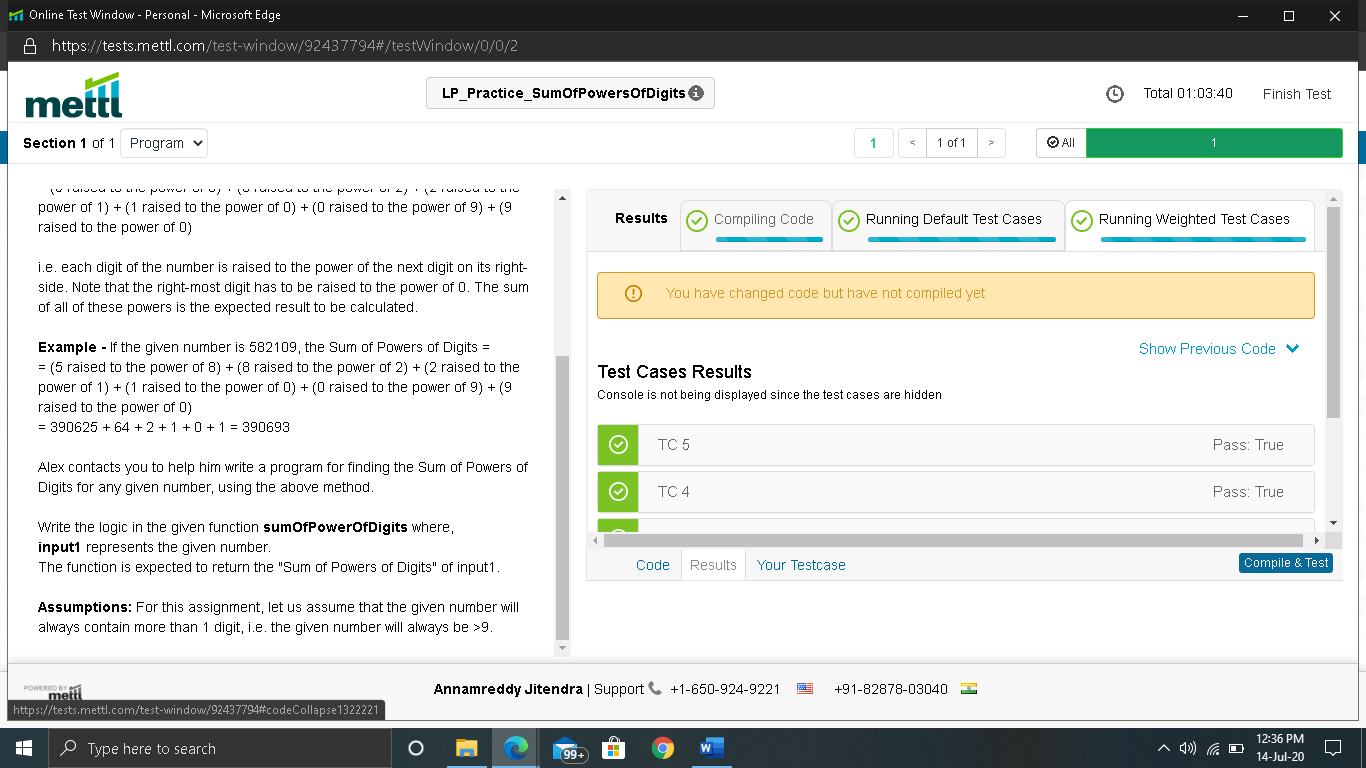 Online Test Window - Personal - Microsoft Edge
https://tests.mettl.com/test-window/92437794#/testWindow/0/0/2
mettl
LP_Practice_SumOfPowersOfDigits
Total 01:03:40
Finish Test
Section 1 of 1
Program
1
<
1 of 1
>
All
1
power of 1) + (1 raised to the power of 0) + (0 raised to the power of 9) + (9
raised to the power of 0)
i.e. each digit of the number is raised to the power of the next digit on its right-
side. Note that the right-most digit has to be raised to the power of 0. The sum
of all of these powers is the expected result to be calculated.
Example - If the given number is 582109, the Sum of Powers of Digits =
= (5 raised to the power of 8) + (8 raised to the power of 2) + (2 raised to the
power of 1) + (1 raised to the power of 0) + (0 raised to the power of 9) + (9
raised to the power of 0)
= 390625 + 64 + 2 + 1 + 0 + 1 = 390693
Alex contacts you to help him write a program for finding the Sum of Powers of
Digits for any given number, using the above method.
Write the logic in the given function sumOfPowerOfDigits where,
input1 represents the given number.
The function is expected to return the "Sum of Powers of Digits" of input1.
Assumptions: For this assignment, let us assume that the given number will
always contain more than 1 digit, i.e. the given number will always be >9.
Results
Compiling Code
Running Default Test Cases
Running Weighted Test Cases
You have changed code but have not compiled yet
Show Previous Code
Test Cases Results
Console is not being displayed since the test cases are hidden
TC 5 Pass: True
TC 4 Pass: True
Code
Results
Your Testcase
Compile & Test
POWERED BY
mettl
Annamreddy Jitendra | Support +1-650-924-9221 +91-82878-03040
https://tests.mettl.com/test-window/92437794#codeCollapse1322221
Type here to search
99+
12:36 PM
14-Jul-20